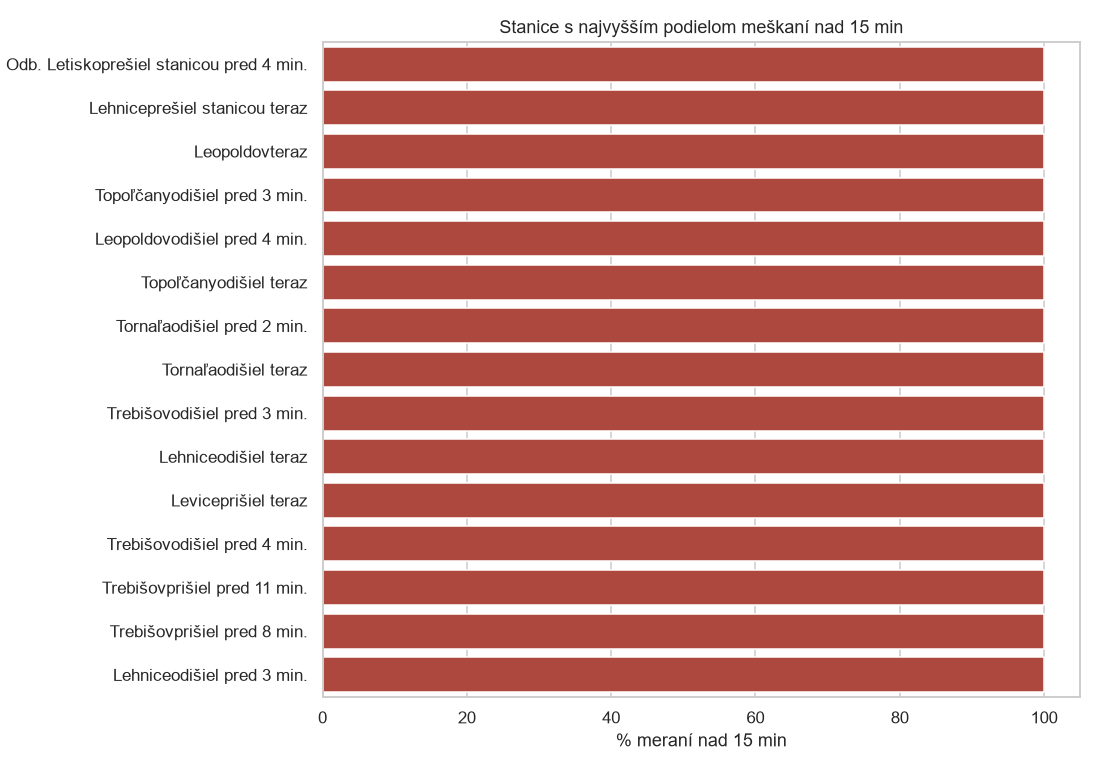 Stanice s najvyšším podielom meškaní nad 15 min
Odb. Letiskoprešiel stanicou pred 4 min.
Lehniceprešiel stanicou teraz
Leopoldovteraz
Topoľčanyodišiel pred 3 min.
Leopoldovodišiel pred 4 min.
Topoľčanyodišiel teraz
Tornaľaodišiel pred 2 min.
Tornaľaodišiel teraz
Trebišovodišiel pred 3 min.
Lehniceodišiel teraz
Leviceprišiel teraz
Trebišovodišiel pred 4 min.
Trebišovprišiel pred 11 min.
Trebišovprišiel pred 8 min.
Lehniceodišiel pred 3 min.
0 20 40 60 80 100
% meraní nad 15 min